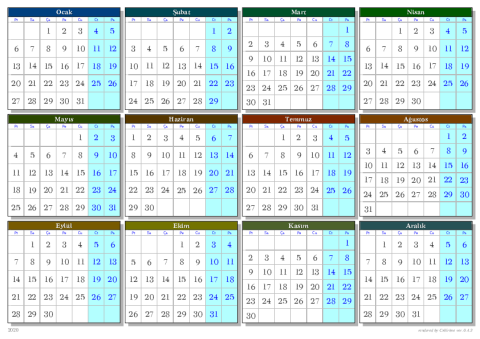 Ocak
Pt Sa Ça Pe Cu Ct Pa
1 2 3 4 5
6 7 8 9 10 11 12
13 14 15 16 17 18 19
20 21 22 23 24 25 26
27 28 29 30 31
Şubat
Pt Sa Ça Pe Cu Ct Pa
1 2
3 4 5 6 7 8 9
10 11 12 13 14 15 16
17 18 19 20 21 22 23
24 25 26 27 28 29
Mart
Pt Sa Ça Pe Cu Ct Pa
1
2 3 4 5 6 7 8
9 10 11 12 13 14 15
16 17 18 19 20 21 22
23 24 25 26 27 28 29
30 31
Nisan
Pt Sa Ça Pe Cu Ct Pa
1 2 3 4 5
6 7 8 9 10 11 12
13 14 15 16 17 18 19
20 21 22 23 24 25 26
27 28 29 30
Mayıs
Pt Sa Ça Pe Cu Ct Pa
1 2 3
4 5 6 7 8 9 10
11 12 13 14 15 16 17
18 19 20 21 22 23 24
25 26 27 28 29 30 31
Haziran
Pt Sa Ça Pe Cu Ct Pa
1 2 3 4 5 6 7
8 9 10 11 12 13 14
15 16 17 18 19 20 21
22 23 24 25 26 27 28
29 30
Temmuz
Pt Sa Ça Pe Cu Ct Pa
1 2 3 4 5
6 7 8 9 10 11 12
13 14 15 16 17 18 19
20 21 22 23 24 25 26
27 28 29 30 31
Ağustos
Pt Sa Ça Pe Cu Ct Pa
1 2
3 4 5 6 7 8 9
10 11 12 13 14 15 16
17 18 19 20 21 22 23
24 25 26 27 28 29 30
31
Eylül
Pt Sa Ça Pe Cu Ct Pa
1 2 3 4 5 6
7 8 9 10 11 12 13
14 15 16 17 18 19 20
21 22 23 24 25 26 27
28 29 30
Ekim
Pt Sa Ça Pe Cu Ct Pa
1 2 3 4
5 6 7 8 9 10 11
12 13 14 15 16 17 18
19 20 21 22 23 24 25
26 27 28 29 30 31
Kasım
Pt Sa Ça Pe Cu Ct Pa
1
2 3 4 5 6 7 8
9 10 11 12 13 14 15
16 17 18 19 20 21 22
23 24 25 26 27 28 29
30
Aralık
Pt Sa Ça Pe Cu Ct Pa
1 2 3 4 5 6
7 8 9 10 11 12 13
14 15 16 17 18 19 20
21 22 23 24 25 26 27
28 29 30 31
2020